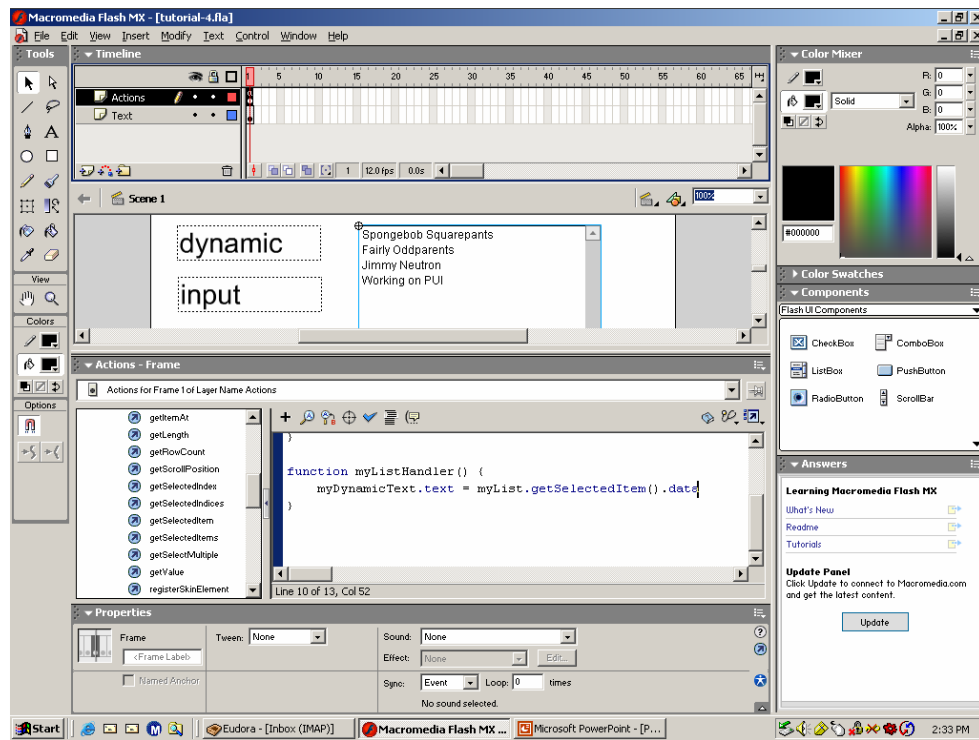 Macromedia Flash MX - [tutorial-4.fla]
File Edit View Insert Modify Text Control Window Help
Tools
Timeline
1 5 10 15 20 25 30 35 40 45 50 55 60 65
Actions
Text
1 12.0 fps 0.0s
Scene 1
100%
dynamic
input
Spongebob Squarepants
Fairly Oddparents
Jimmy Neutron
Working on PUI
View
Colors
Options
Actions - Frame
Actions for Frame 1 of Layer Name Actions
getItemAt
getLength
getRowCount
getScrollPosition
getSelectedIndex
getSelectedIndices
getSelectedItem
getSelectedItems
getSelectMultiple
getValue
registerSkinElement
}
function myListHandler() {
myDynamicText.text = myList.getSelectedItem().data
}
Line 10 of 13, Col 52
Properties
Frame
<Frame Label>
Named Anchor
Tween: None
Sound: None
Effect: None
Edit...
Sync: Event Loop: 0 times
No sound selected.
Color Mixer
R: 0
G: 0
B: 0
Alpha: 100%
Solid
#000000
Color Swatches
Components
Flash UI Components
CheckBox ComboBox
ListBox PushButton
RadioButton ScrollBar
Answers
Learning Macromedia Flash MX
What's New
Readme
Tutorials
Update Panel
Click Update to connect to Macromedia.com
and get the latest content.
Update
Start
Eudora - [Inbox (IMAP)]
Macromedia Flash MX ...
Microsoft PowerPoint - [P...
2:33 PM